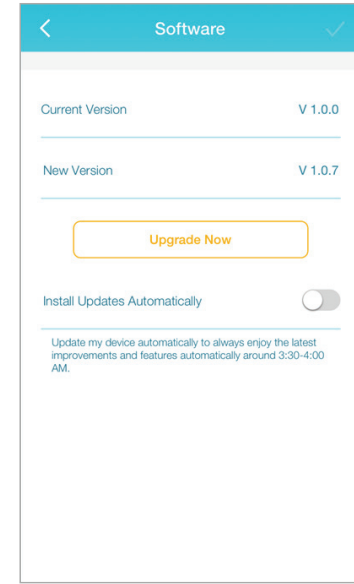 Software
Current Version V 1.0.0
New Version V 1.0.7
Upgrade Now
Install Updates Automatically
Update my device automatically to always enjoy the latest
improvements and features automatically around 3:30-4:00
AM.